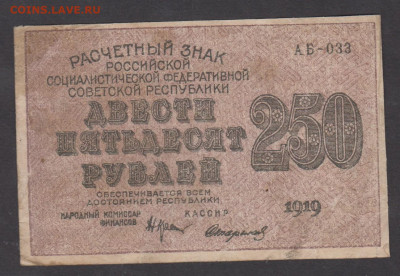 COINS.LAVE.RU
РАСЧЕТНЫЙ ЗНАК
РОССИЙСКОЙ
СОЦИАЛИСТИЧЕСКОЙ ФЕДЕРАТИВНОЙ
СОВЕТСКОЙ РЕСПУБЛИКИ
АБ-033
ДВЕСТИ
ПЯТЬДЕСЯТ
РУБЛЕЙ
250
ОБЕСПЕЧИВАЕТСЯ ВСЕМ
ДОСТОЯНИЕМ РЕСПУБЛИКИ
НАРОДНЫЙ КОМИССАР
ФИНАНСОВ
КАССИР
1919